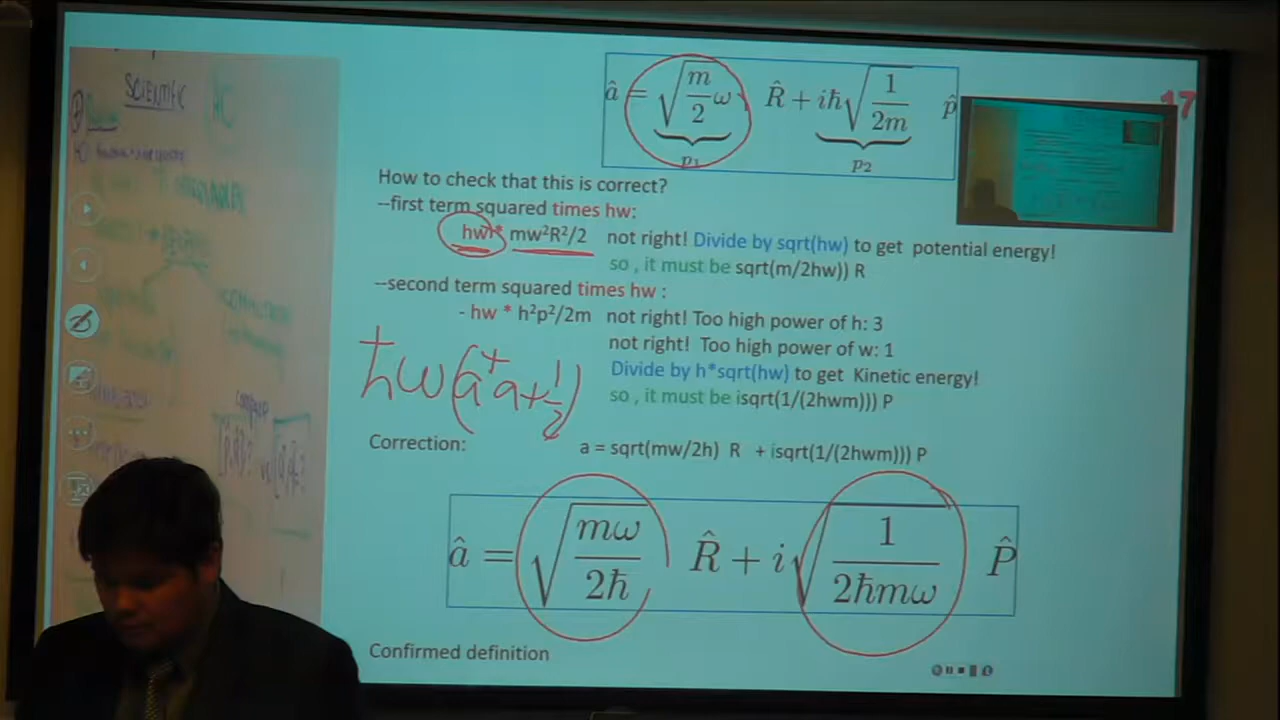 SCIENTIFIC
17
â = √(m/2 ω) R̂ + iℏ√(1/2m) p̂
p₁ p₂
How to check that this is correct?
--first term squared times hw:
hw* mw²R²/2 not right! Divide by sqrt(hw) to get potential energy!
so , it must be sqrt(m/2hw)) R
--second term squared times hw :
- hw * h²p²/2m not right! Too high power of h: 3
not right! Too high power of w: 1
Divide by h*sqrt(hw) to get Kinetic energy!
so , it must be isqrt(1/(2hwm))) P
ℏω(a⁺a+½)
Correction: a = sqrt(mw/2h) R + isqrt(1/(2hwm))) P
â = √(mω/2ℏ) R̂ + i√(1/2ℏmω) P̂
Confirmed definition